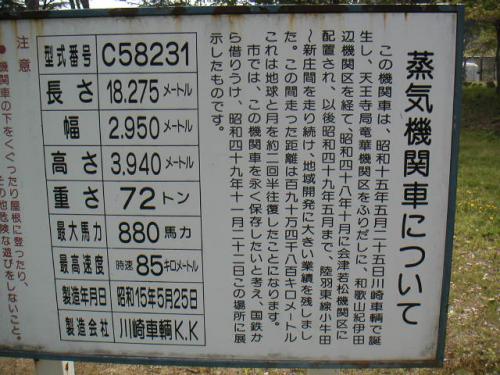 蒸気機関車について
この機関車は、昭和十五年五月二十五日川崎車輌で誕
生し、天王寺局竜華機関区をふりだしに、和歌山紀伊田
辺機関区を経て、昭和四十八年十月に会津若松機関区に
配置され、以後昭和四十九年五月まで、陸羽東線小牛田
〜新庄間を走り続け、地域開発に大きい業績を残しまし
た。この間走った距離は百九十万四千八百キロメートル
これは地球と月を約二回半往復したことになります。
市では、この機関車を永く保存したいと考え、国鉄か
ら借りうけ、昭和四十九年十一月二十二日この場所に展
示したものです。
型式番号 C58231
長さ 18.275メートル
幅 2.950メートル
高さ 3.940メートル
重さ 72トン
最大馬力 880馬力
最高速度 時速85キロメートル
製造年月日 昭和15年5月25日
製造会社 川崎車輌K.K
注意
●機関車の下をくぐったり屋根に登ったり、
その他危険な遊びをしないこと。